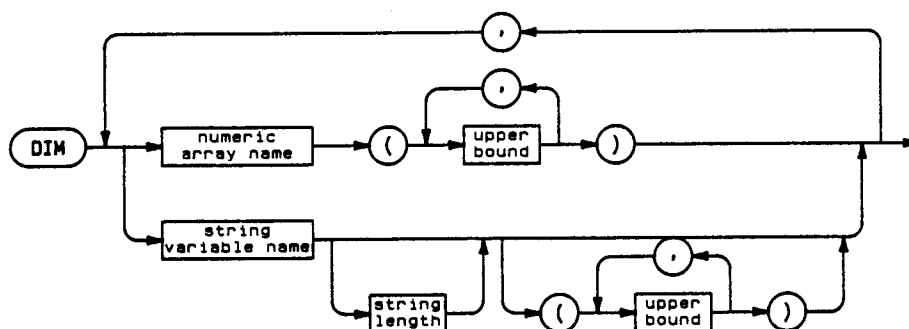 ,
,
DIM
numeric
array name
(
upper
bound
)
string
variable name
,
string
length
(
upper
bound
)